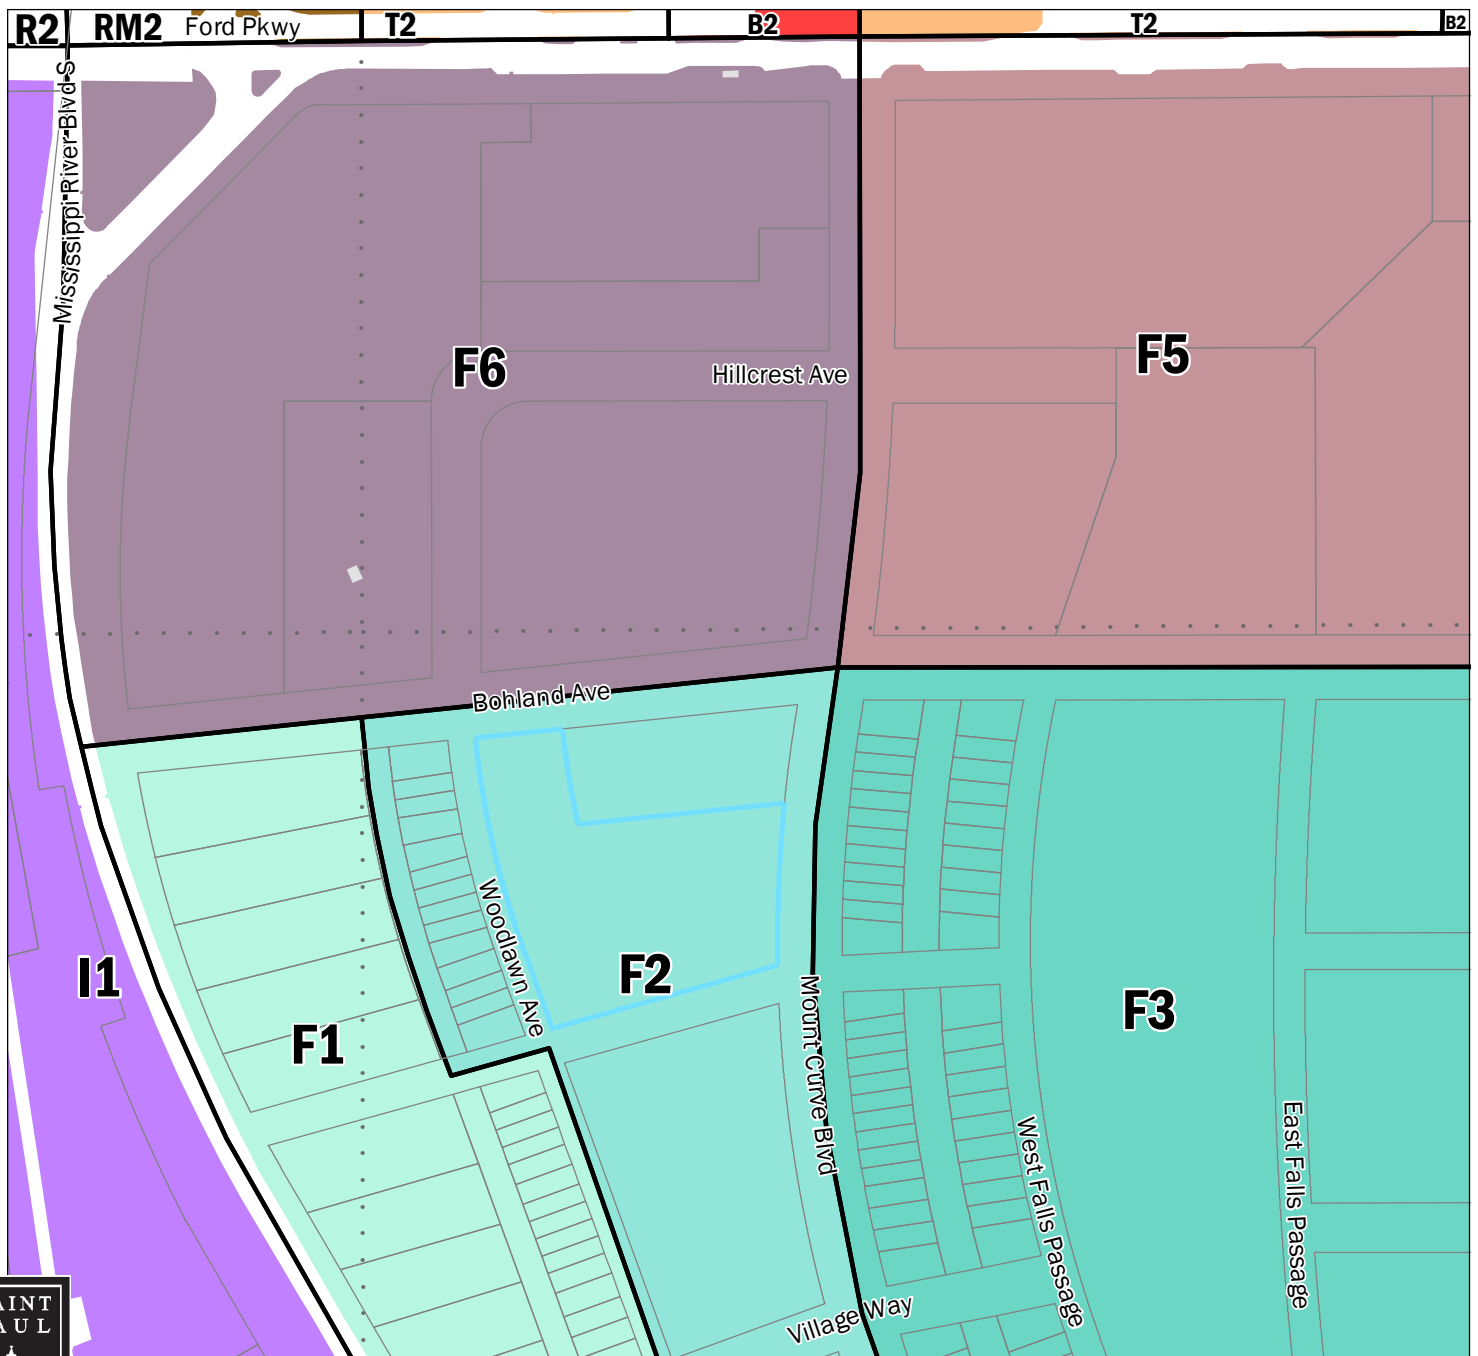 R2
RM2
Ford Pkwy
T2
B2
T2
B2
Mississippi River Blvd S
F6
F5
Hillcrest Ave
Bohland Ave
Woodlawn Ave
F2
I1
F1
F3
Mount Curve Blvd
West Falls Passage
East Falls Passage
Village Way
AINT
AUL